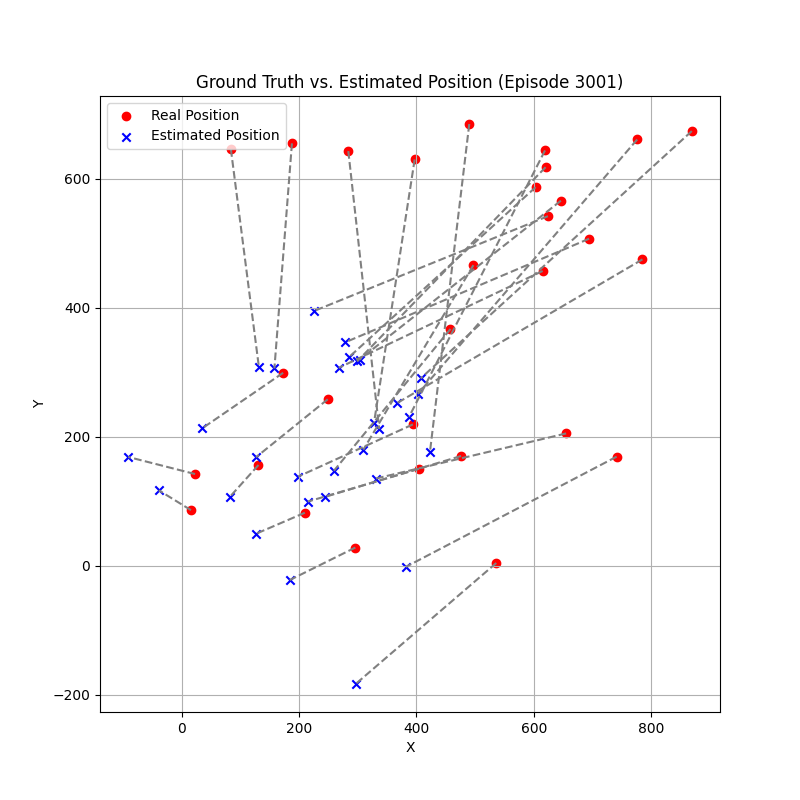 Ground Truth vs. Estimated Position (Episode 3001)
Real Position
Estimated Position
600
400
200
0
−200
Y
0 200 400 600 800
X